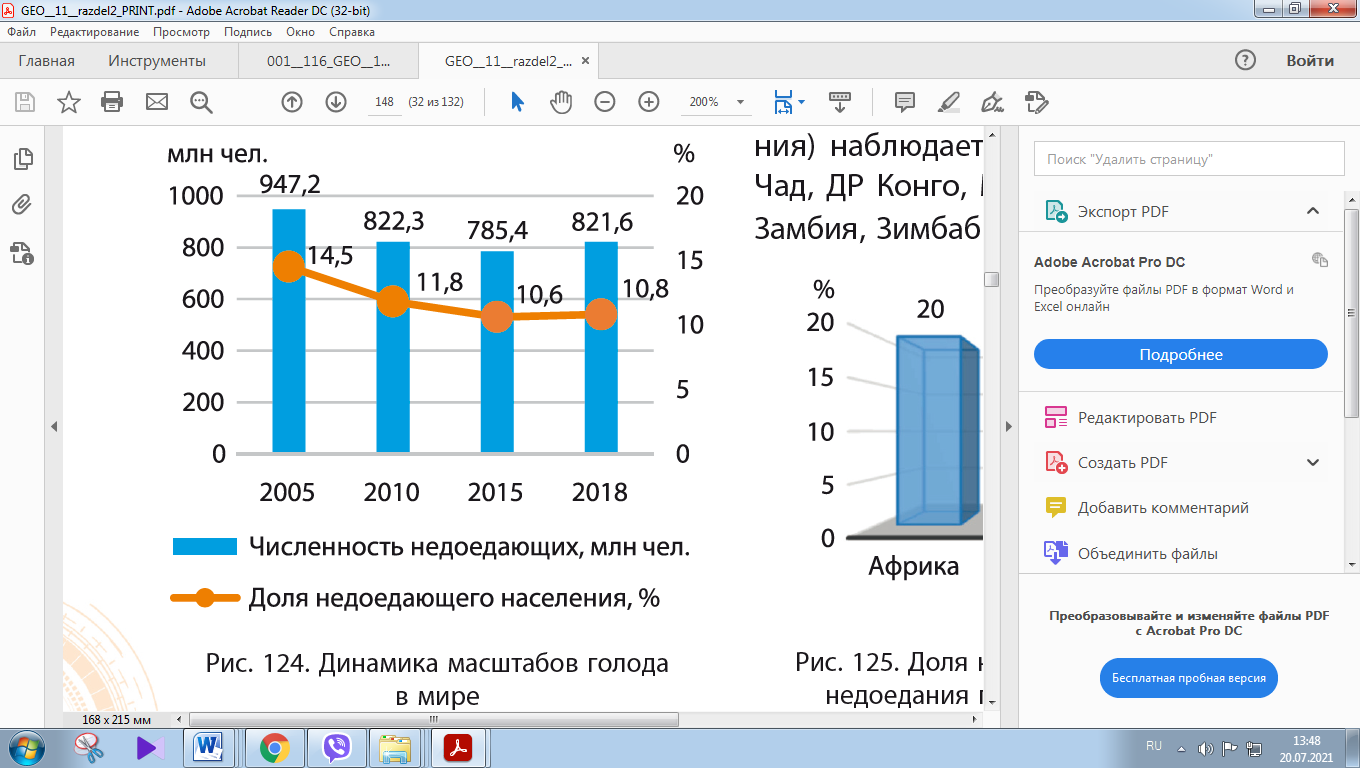 GEO__11__razdel2_PRINT.pdf - Adobe Acrobat Reader DC (32-bit)
Файл Редактирование Просмотр Подпись Окно Справка
Главная Инструменты 001__116_GEO__1... GEO__11__razdel2_... × Войти
148 (32 из 132) 200%
млн чел. %
1000 800 600 400 200 0
947,2 822,3 785,4 821,6
14,5 11,8 10,6 10,8
20 15 10 5 0
2005 2010 2015 2018
Численность недоедающих, млн чел.
Доля недоедающего населения, %
Рис. 124. Динамика масштабов голода
в мире
ния) наблюдает
Чад, ДР Конго,
Замбия, Зимбаб
%
20 15 10 5 0
20
Африка
Рис. 125. Доля
недоедания
168 x 215 мм
Поиск "Удалить страницу"
Экспорт PDF
Adobe Acrobat Pro DC
Преобразуйте файлы PDF в формат Word и
Excel онлайн
Подробнее
Редактировать PDF
Создать PDF
Добавить комментарий
Объединить файлы
Преобразовывайте и изменяйте файлы PDF
с Acrobat Pro DC
Бесплатная пробная версия
RU 13:48
20.07.2021